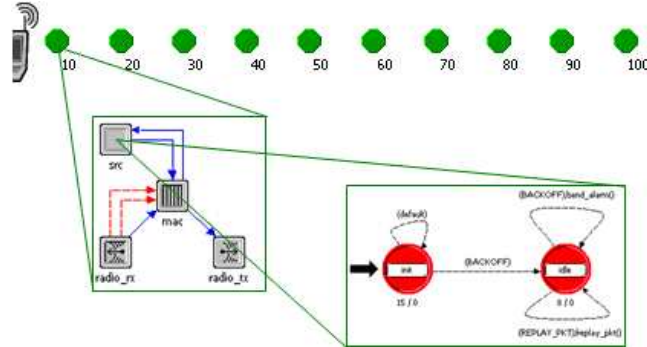 10 20 30 40 50 60 70 80 90 100
src
mac
radio_rx
radio_tx
(default)
init
15 / 0
(BACKOFF)
(BACKOFF)/send_alarm()
idle
0 / 0
(REPLAY_PKT)/replay_pkt()